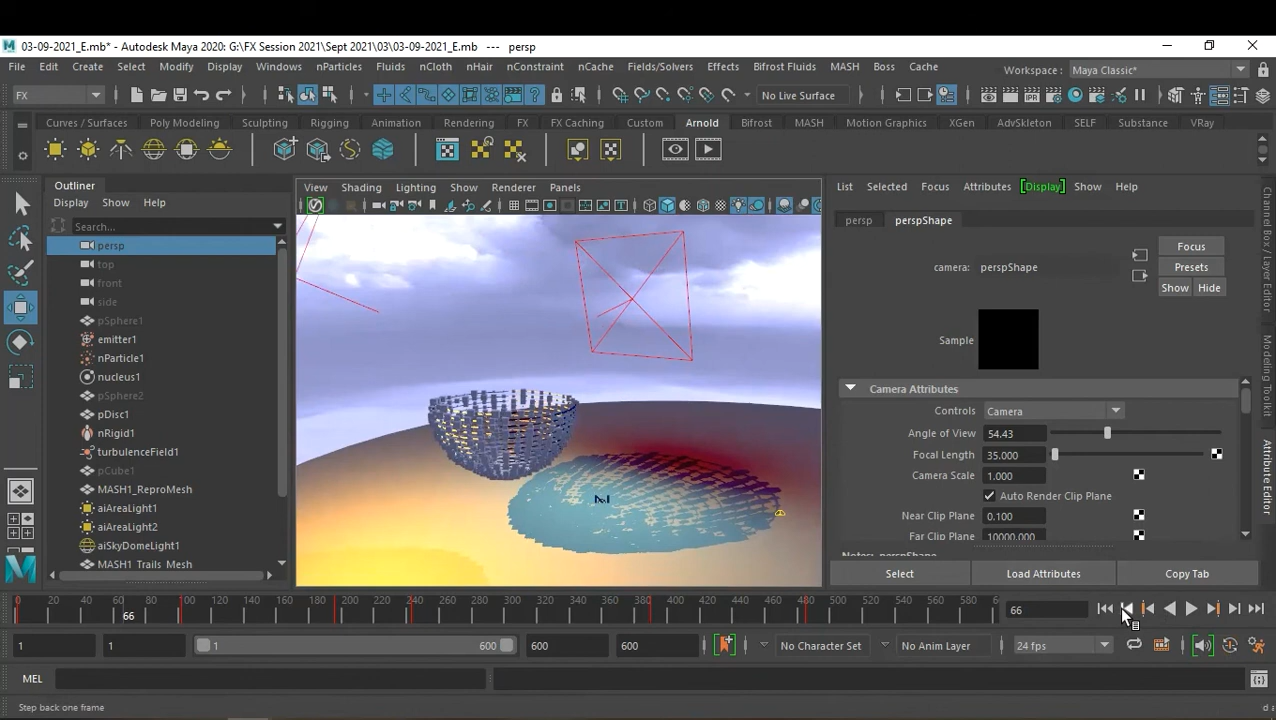 03-09-2021_E.mb* - Autodesk Maya 2020: G:\FX Session 2021\Sept 2021\03\03-09-2021_E.mb --- persp
File Edit Create Select Modify Display Windows nParticles Fluids nCloth nHair nConstraint nCache Fields/Solvers Effects Bifrost Fluids MASH Boss Cache
Workspace : Maya Classic*
FX
No Live Surface
Curves / Surfaces Poly Modeling Sculpting Rigging Animation Rendering FX FX Caching Custom Arnold Bifrost MASH Motion Graphics XGen AdvSkeleton SELF Substance VRay
Outliner
Display Show Help
Search...
persp
top
front
side
pSphere1
emitter1
nParticle1
nucleus1
pSphere2
pDisc1
nRigid1
turbulenceField1
pCube1
MASH1_ReproMesh
aiAreaLight1
aiAreaLight2
aiSkyDomeLight1
MASH1_Trails_Mesh
View Shading Lighting Show Renderer Panels
List Selected Focus Attributes Display Show Help
persp perspShape
camera: perspShape
Focus
Presets
Show Hide
Sample
Camera Attributes
Controls Camera
Angle of View 54.43
Focal Length 35.000
Camera Scale 1.000
Auto Render Clip Plane
Near Clip Plane 0.100
Far Clip Plane 10000.000
Notes: perspShape
Select Load Attributes Copy Tab
Channel Box / Layer Editor
Modeling Toolkit
Attribute Editor
0 20 40 60 80 100 120 140 160 180 200 220 240 260 280 300 320 340 360 380 400 420 440 460 480 500 520 540 560 580
66
66
1 1 1 600 600 600
No Character Set
No Anim Layer
24 fps
MEL
Step back one frame